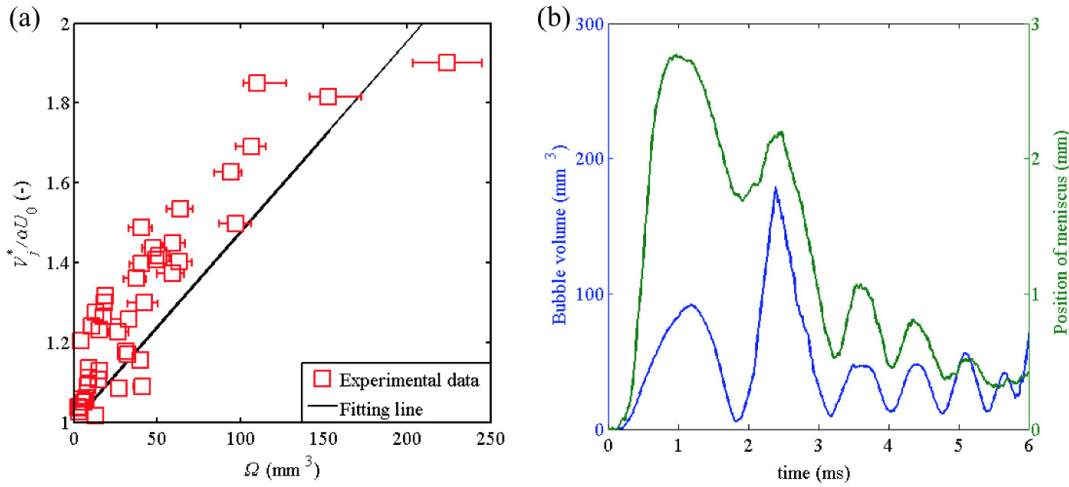 (a)
2
1.8
1.6
1.4
1.2
1
V*j/αU0 (-)
0 50 100 150 200 250
Ω (mm³)
Experimental data
Fitting line
(b)
300
200
100
0
Bubble volume (mm³)
3
2
1
0
Position of meniscus (mm)
0 1 2 3 4 5 6
time (ms)